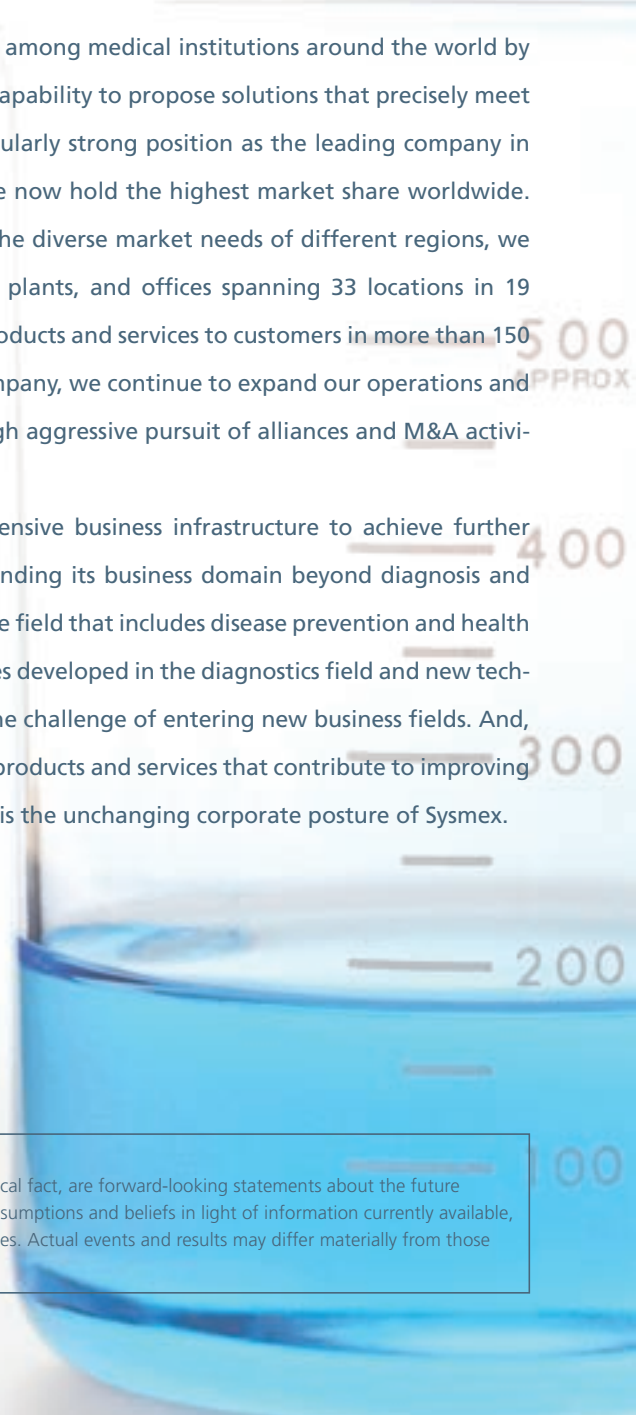 among medical institutions around the world by
apability to propose solutions that precisely meet
ularly strong position as the leading company in
e now hold the highest market share worldwide.
he diverse market needs of different regions, we
plants, and offices spanning 33 locations in 19
oducts and services to customers in more than 150
500
APPROX
mpany, we continue to expand our operations and
gh aggressive pursuit of alliances and M&A activi-
ensive business infrastructure to achieve further
400
nding its business domain beyond diagnosis and
e field that includes disease prevention and health
es developed in the diagnostics field and new tech-
he challenge of entering new business fields. And,
products and services that contribute to improving
300
is the unchanging corporate posture of Sysmex.
200
100
cal fact, are forward-looking statements about the future
sumptions and beliefs in light of information currently available,
es. Actual events and results may differ materially from those